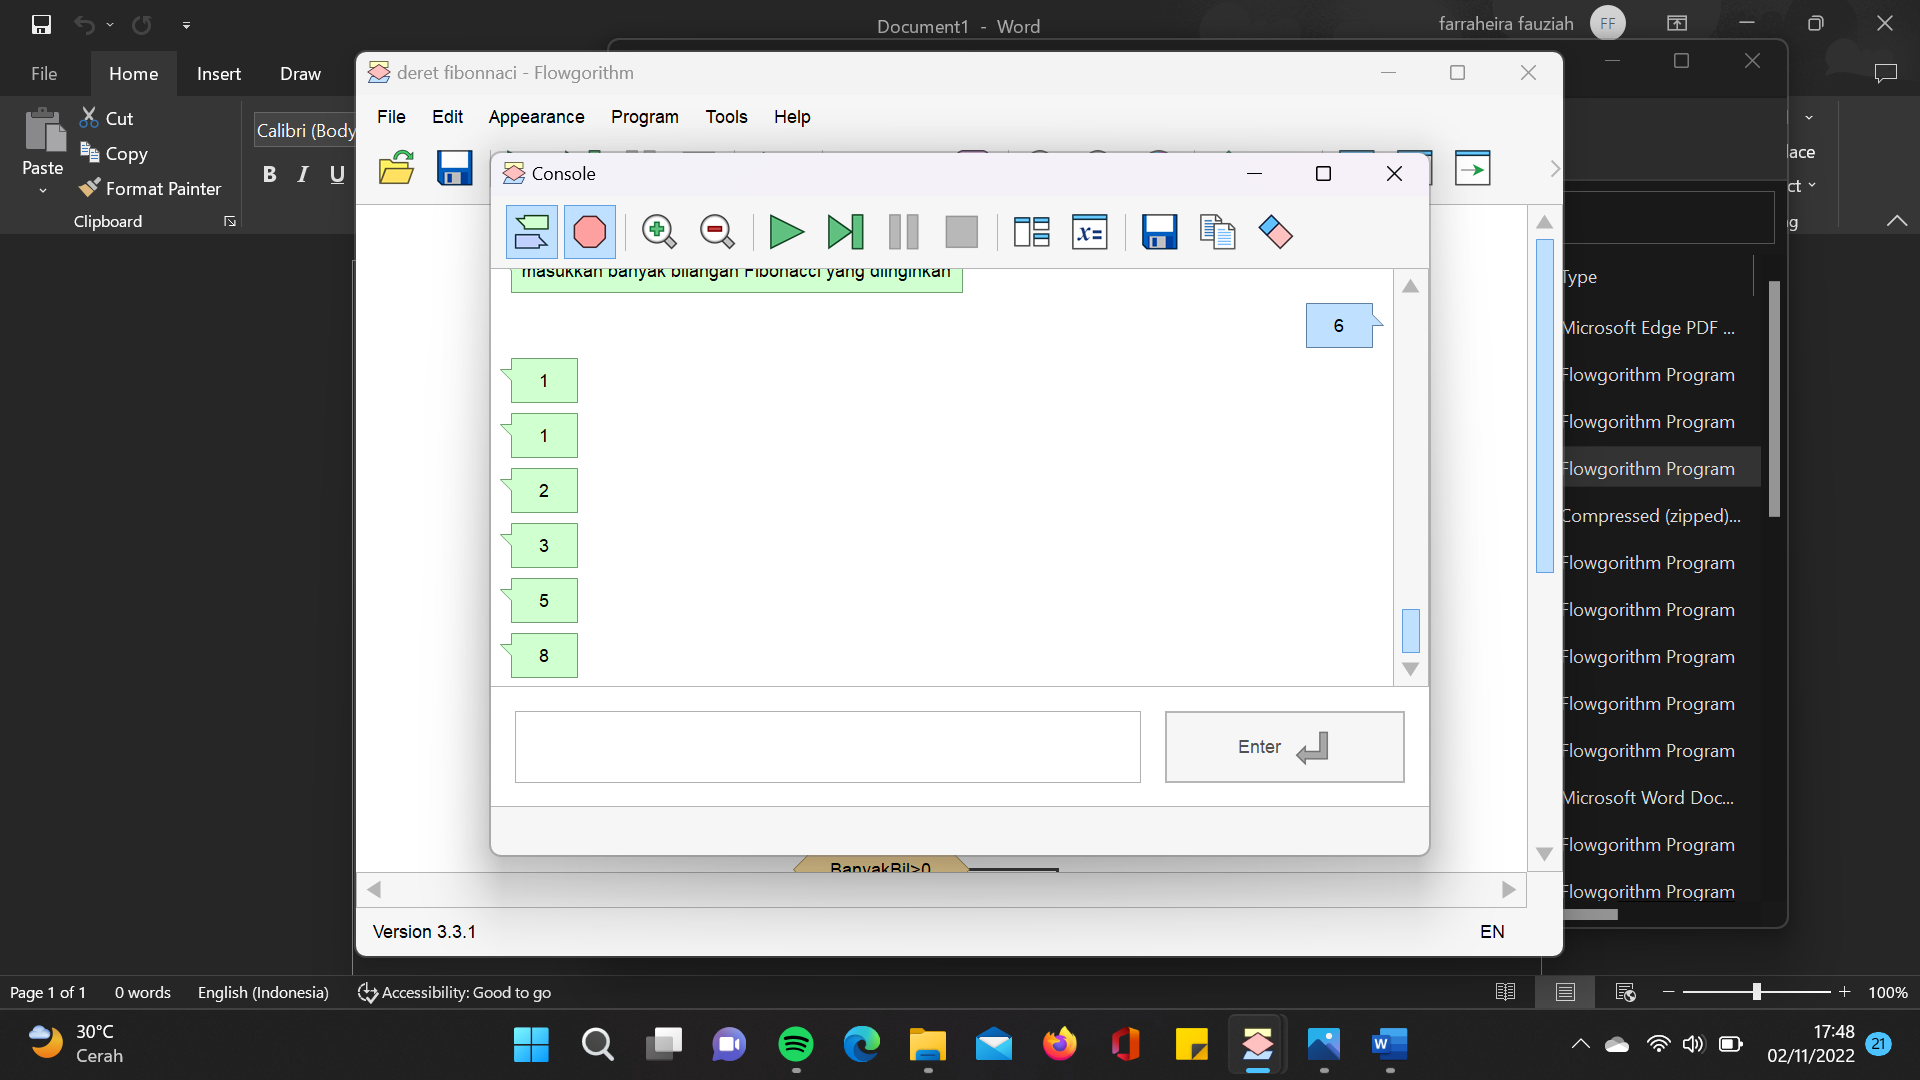 Document1 - Word
farraheira fauziah
FF
File
Home
Insert
Draw
Cut
Copy
Format Painter
Paste
Clipboard
Calibri (Body
B I U
deret fibonnaci - Flowgorithm
File Edit Appearance Program Tools Help
Console
masukkan banyak bilangan Fibonacci yang diinginkan
6
1
1
2
3
5
8
Enter
BanyakBil>0
Version 3.3.1
EN
Type
Microsoft Edge PDF ...
Flowgorithm Program
Flowgorithm Program
Flowgorithm Program
Compressed (zipped)...
Flowgorithm Program
Flowgorithm Program
Flowgorithm Program
Flowgorithm Program
Flowgorithm Program
Microsoft Word Doc...
Flowgorithm Program
Flowgorithm Program
Page 1 of 1
0 words
English (Indonesia)
Accessibility: Good to go
100%
30°C
Cerah
17:48
02/11/2022
21